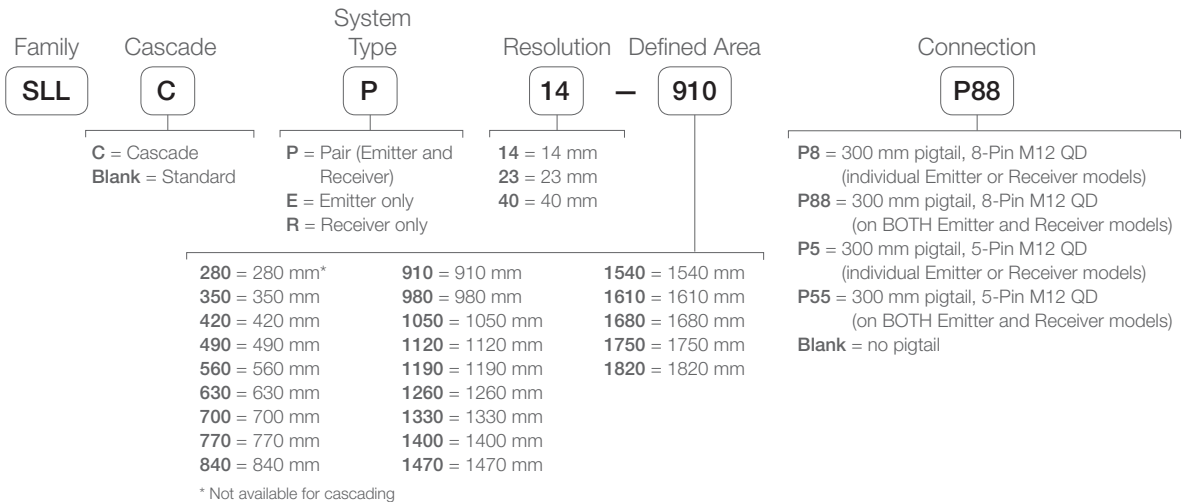 System
Family Cascade Type Resolution Defined Area Connection
SLL C P 14 – 910 P88
C = Cascade
Blank = Standard
P = Pair (Emitter and
Receiver)
E = Emitter only
R = Receiver only
14 = 14 mm
23 = 23 mm
40 = 40 mm
P8 = 300 mm pigtail, 8-Pin M12 QD
(individual Emitter or Receiver models)
P88 = 300 mm pigtail, 8-Pin M12 QD
(on BOTH Emitter and Receiver models)
P5 = 300 mm pigtail, 5-Pin M12 QD
(individual Emitter or Receiver models)
P55 = 300 mm pigtail, 5-Pin M12 QD
(on BOTH Emitter and Receiver models)
Blank = no pigtail
280 = 280 mm*
350 = 350 mm
420 = 420 mm
490 = 490 mm
560 = 560 mm
630 = 630 mm
700 = 700 mm
770 = 770 mm
840 = 840 mm
910 = 910 mm
980 = 980 mm
1050 = 1050 mm
1120 = 1120 mm
1190 = 1190 mm
1260 = 1260 mm
1330 = 1330 mm
1400 = 1400 mm
1470 = 1470 mm
1540 = 1540 mm
1610 = 1610 mm
1680 = 1680 mm
1750 = 1750 mm
1820 = 1820 mm
* Not available for cascading